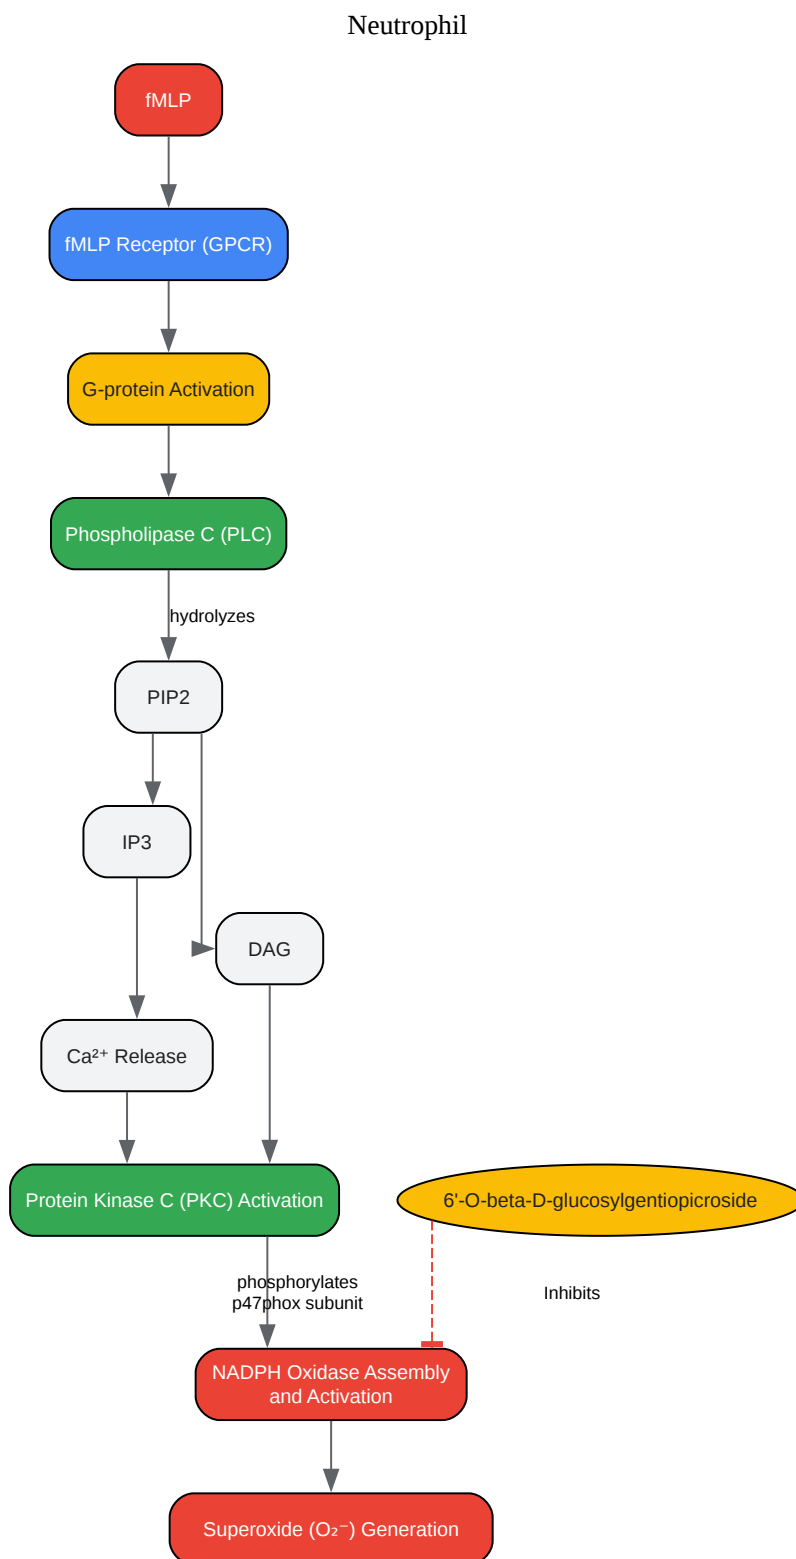 Neutrophil
fMLP
fMLP Receptor (GPCR)
G-protein Activation
Phospholipase C (PLC)
hydrolyzes
PIP2
IP3
DAG
Ca²⁺ Release
Protein Kinase C (PKC) Activation
6'-O-beta-D-glucosylgentiopicroside
phosphorylates
p47phox subunit
Inhibits
NADPH Oxidase Assembly
and Activation
Superoxide (O₂⁻) Generation